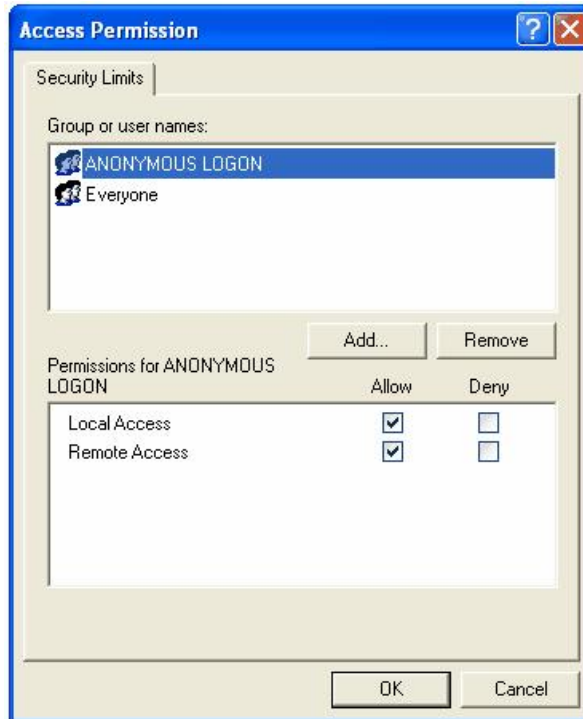 Access Permission
Security Limits
Group or user names:
ANONYMOUS LOGON
Everyone
Add... Remove
Permissions for ANONYMOUS
LOGON Allow Deny
Local Access
Remote Access
OK Cancel